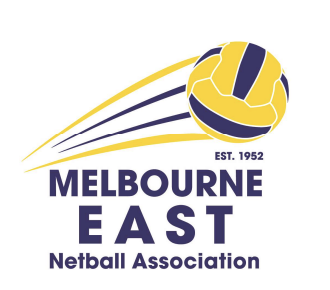 EST. 1952
MELBOURNE
EAST
Netball Association